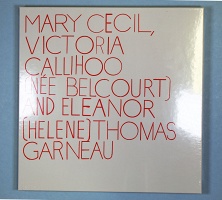 MARY CECIL,
VICTORIA
CALLIHOO
(NÉE BELCOURT)
AND ELEANOR
(HELENE) THOMAS
GARNEAU